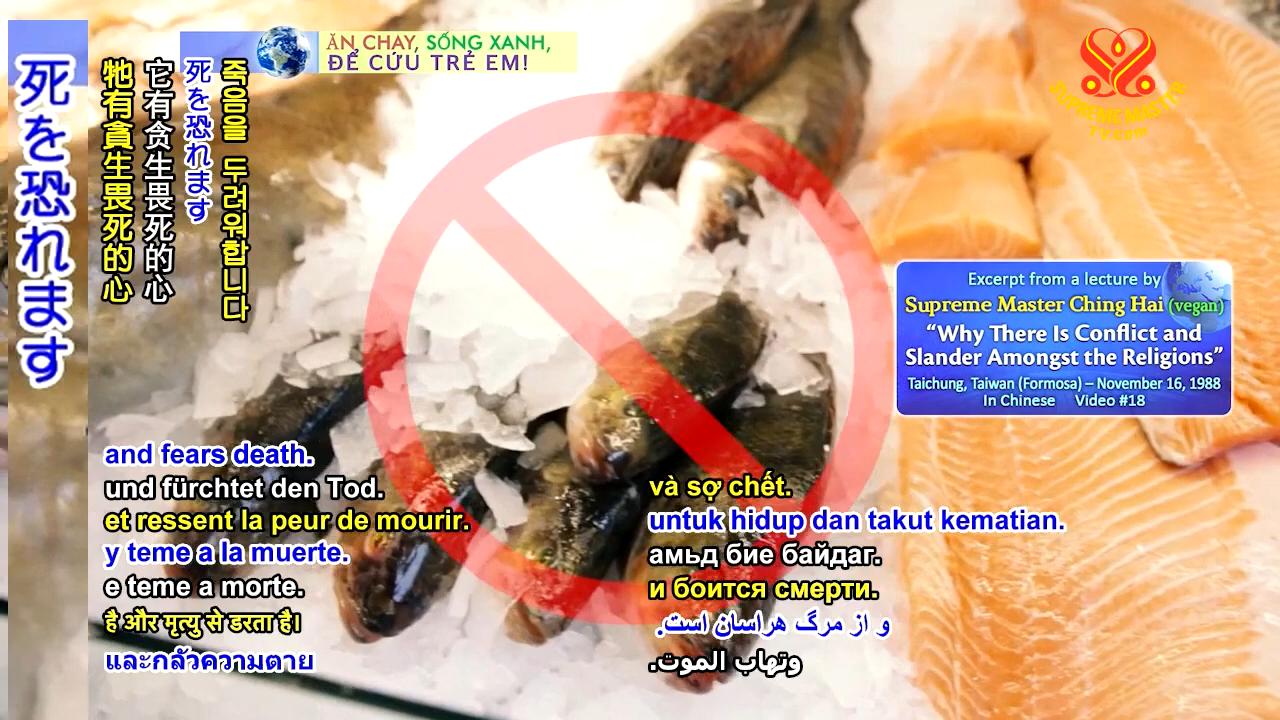 死を恐れます
牠有貪生畏死的心
它有贪生畏死的心
死を恐れます
죽음을 두려워합니다
ĂN CHAY, SỐNG XANH,
ĐỂ CỨU TRẺ EM!
SUPREME MASTER
TV.com
Excerpt from a lecture by
Supreme Master Ching Hai (vegan)
“Why There Is Conflict and
Slander Amongst the Religions”
Taichung, Taiwan (Formosa) – November 16, 1988
In Chinese Video #18
and fears death.
und fürchtet den Tod.
et ressent la peur de mourir.
y teme a la muerte.
e teme a morte.
है और मृत्यु से डरता है।
และกลัวความตาย
và sợ chết.
untuk hidup dan takut kematian.
амьд бие байдаг.
и боится смерти.
و از مرگ هراسان است.
وتهاب الموت.